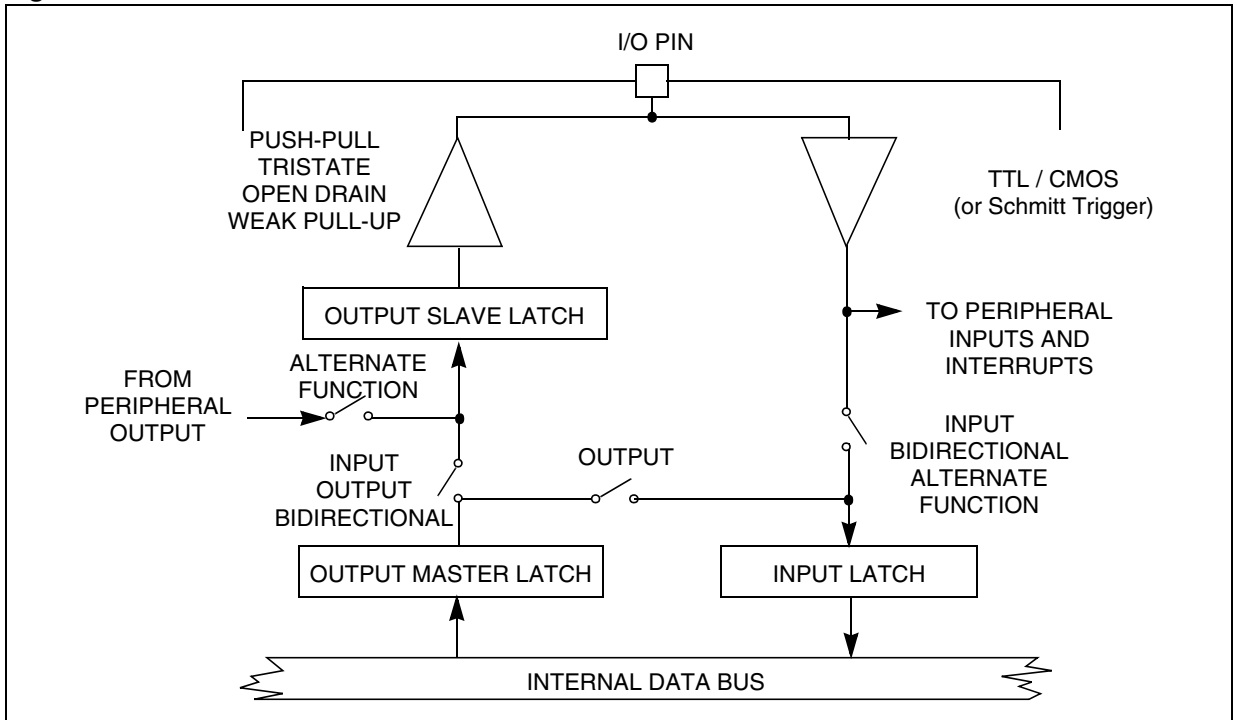 I/O PIN
PUSH-PULL
TRISTATE
OPEN DRAIN
WEAK PULL-UP
TTL / CMOS
(or Schmitt Trigger)
OUTPUT SLAVE LATCH
TO PERIPHERAL
INPUTS AND
INTERRUPTS
ALTERNATE
FUNCTION
FROM
PERIPHERAL
OUTPUT
INPUT
OUTPUT
BIDIRECTIONAL
OUTPUT
INPUT
BIDIRECTIONAL
ALTERNATE
FUNCTION
OUTPUT MASTER LATCH
INPUT LATCH
INTERNAL DATA BUS